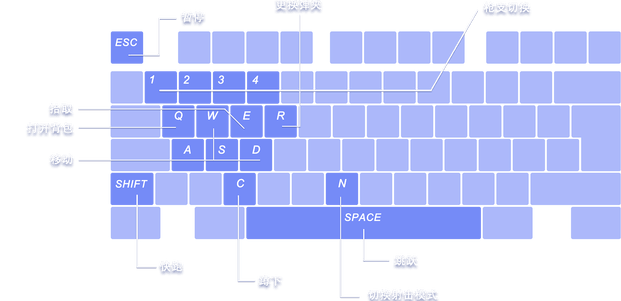 暂停
更换弹夹
枪支切换
ESC
1 2 3 4
拾取
Q W E R
打开背包
A S D
移动
SHIFT C N
SPACE
快跑
跳跃
蹲下
切换射击模式